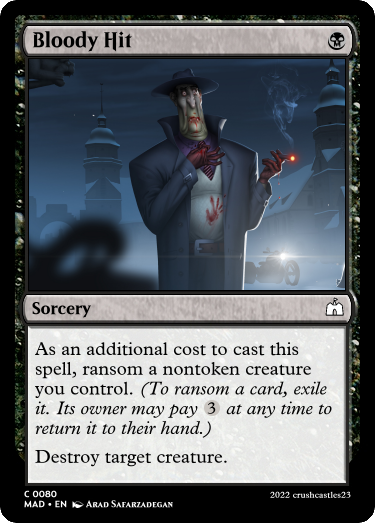 Bloody Hit
Sorcery
As an additional cost to cast this
spell, ransom a nontoken creature
you control. (To ransom a card, exile
it. Its owner may pay 3 at any time to
return it to their hand.)
Destroy target creature.
C 0080
MAD • EN Arad Safarzadegan
2022 crushcastles23